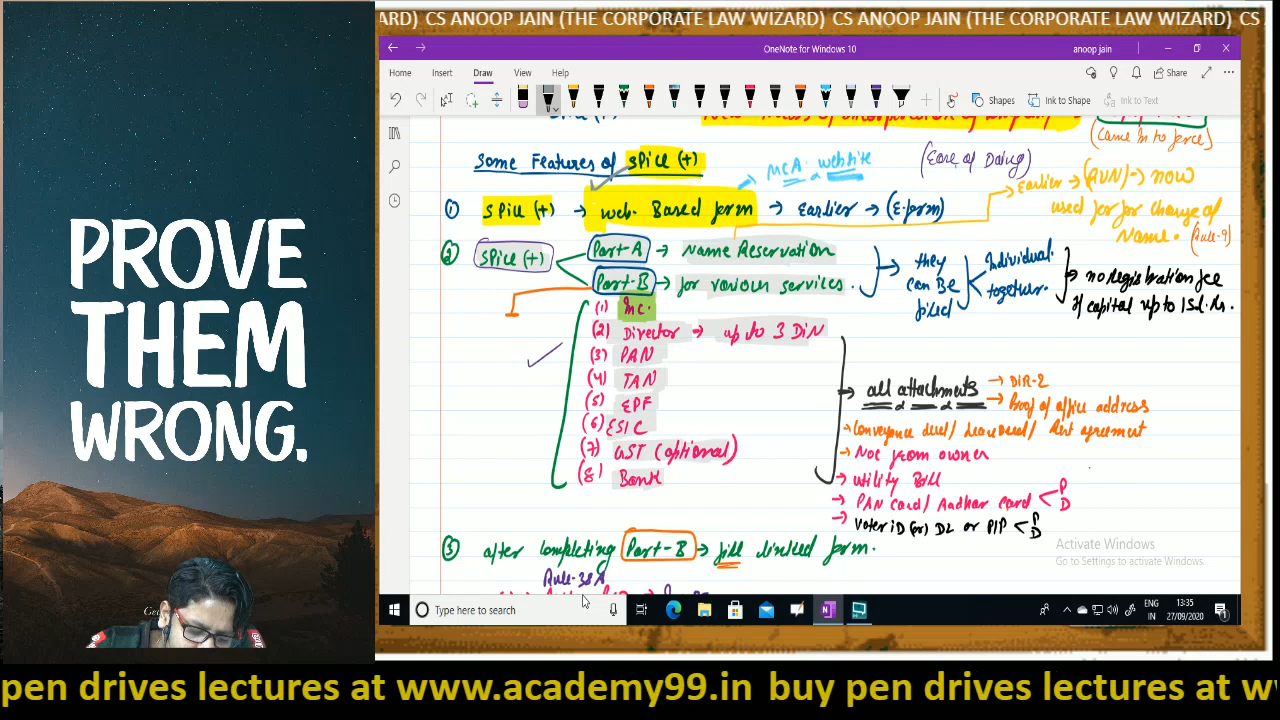 ARD) CS ANOOP JAIN (THE CORPORATE LAW WIZARD) CS ANOOP JAIN (THE CORPORATE LAW WIZARD) CS A
OneNote for Windows 10
anoop jain
Home Insert Draw View Help
Share
Shapes Ink to Shape Ink to Text
(Came in to force)
Some Features of SPice (+)
MCA website
(Ease of Doing)
① SPice (+) → web-Based form → Earlier → (E-form)
Earlier → (RUN) → now
used for for change of
Name. (Rule-9)
② SPice (+)
Part-A → Name Reservation
Part-B → for various services.
they
can Be
filed
Individual.
together.
→ no Registration fee
if capital up to 15L. Rs.
(1) Inc.
(2) Director → up to 3 DIN
(3) PAN
(4) TAN
(5) EPF
(6) ESIC
(7) GST (optional)
(8) Bank
→ all attachments → DIR-2
→ Proof of office address
→ Conveyance deed/ Lease deed/ Rent agreement
→ Noc from owner
→ utility Bill
→ PAN Card/ Aadhar Card < P D
→ Voter ID (or) DL or P/P < P D
③ after completing Part-B → fill linked form.
Rule-38A
PROVE
THEM
WRONG.
Activate Windows
Go to Settings to activate Windows.
Type here to search
ENG
IN
13:35
27/09/2020
pen drives lectures at www.academy99.in buy pen drives lectures at w